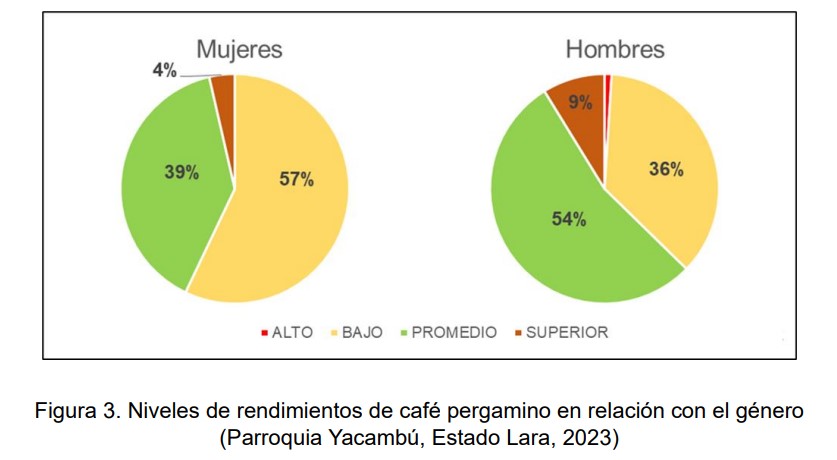 Mujeres
Hombres
4%
39%
57%
9%
36%
54%
ALTO BAJO PROMEDIO SUPERIOR
Figura 3. Niveles de rendimientos de café pergamino en relación con el género
(Parroquia Yacambú, Estado Lara, 2023)